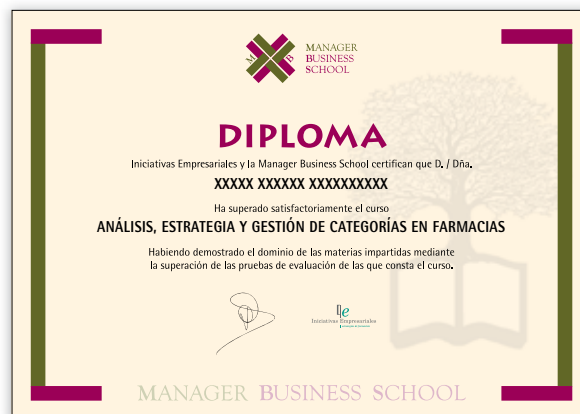 M B
MANAGER
BUSINESS
SCHOOL
DIPLOMA
Iniciativas Empresariales y la Manager Business School certifican que D. / Dña.
XXXXX XXXXXX XXXXXXXXXX
Ha superado satisfactoriamente el curso
ANÁLISIS, ESTRATEGIA Y GESTIÓN DE CATEGORÍAS EN FARMACIAS
Habiendo demostrado el dominio de las materias impartidas mediante
la superación de las pruebas de evaluación de las que consta el curso.
Iniciativas Empresariales
MANAGER BUSINESS SCHOOL